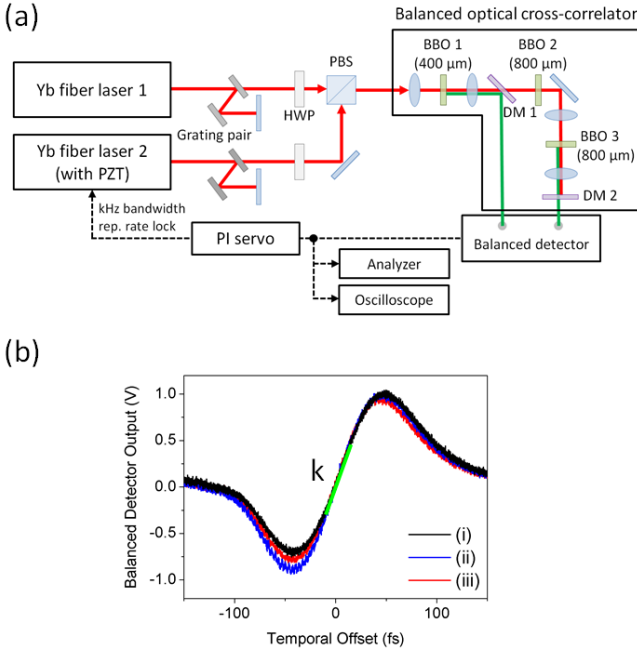 (a)
Balanced optical cross-correlator
Yb fiber laser 1
Grating pair
HWP
PBS
BBO 1
(400 μm)
BBO 2
(800 μm)
DM 1
BBO 3
(800 μm)
DM 2
Yb fiber laser 2
(with PZT)
kHz bandwidth
rep. rate lock
PI servo
Balanced detector
Analyzer
Oscilloscope
(b)
Balanced Detector Output (V)
1.0
0.5
0.0
-0.5
-1.0
k
(i)
(ii)
(iii)
-100
0
100
Temporal Offset (fs)